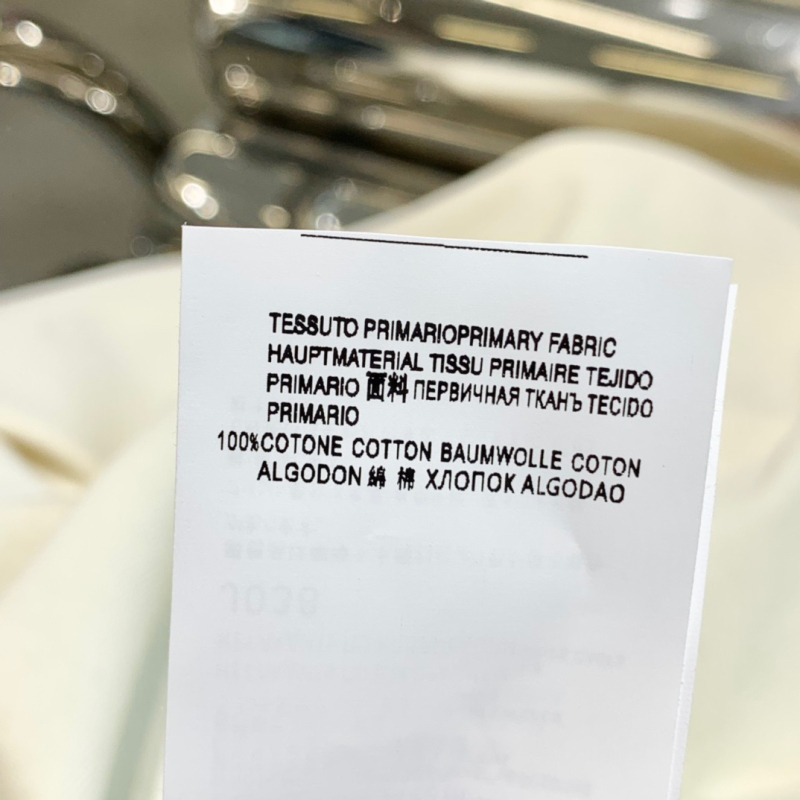 TESSUTO PRIMARIOPRIMARY FABRIC
HAUPTMATERIAL TISSU PRIMAIRE TEJIDO
PRIMARIO 面料 ПЕРВИЧНАЯ ТКАНЪ TECIDO
PRIMARIO
100%COTONE COTTON BAUMWOLLE COTON
ALGODON 綿 棉 ХЛОПОК ALGODAO